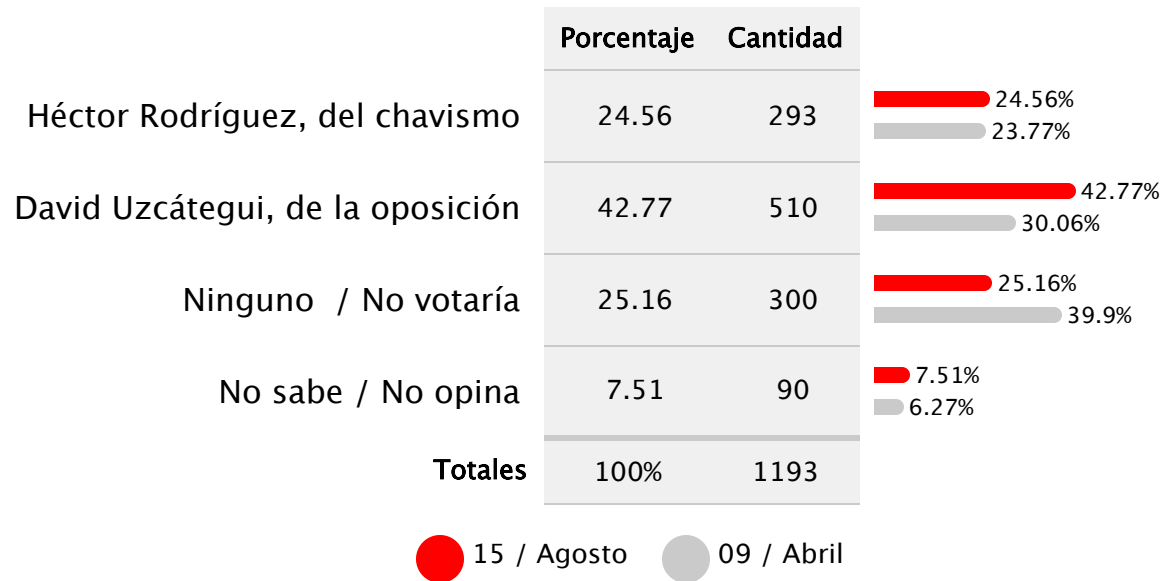 Porcentaje Cantidad
Héctor Rodríguez, del chavismo 24.56 293 24.56%
23.77%
David Uzcátegui, de la oposición 42.77 510 42.77%
30.06%
Ninguno / No votaría 25.16 300 25.16%
39.9%
No sabe / No opina 7.51 90 7.51%
6.27%
Totales 100% 1193
15 / Agosto 09 / Abril